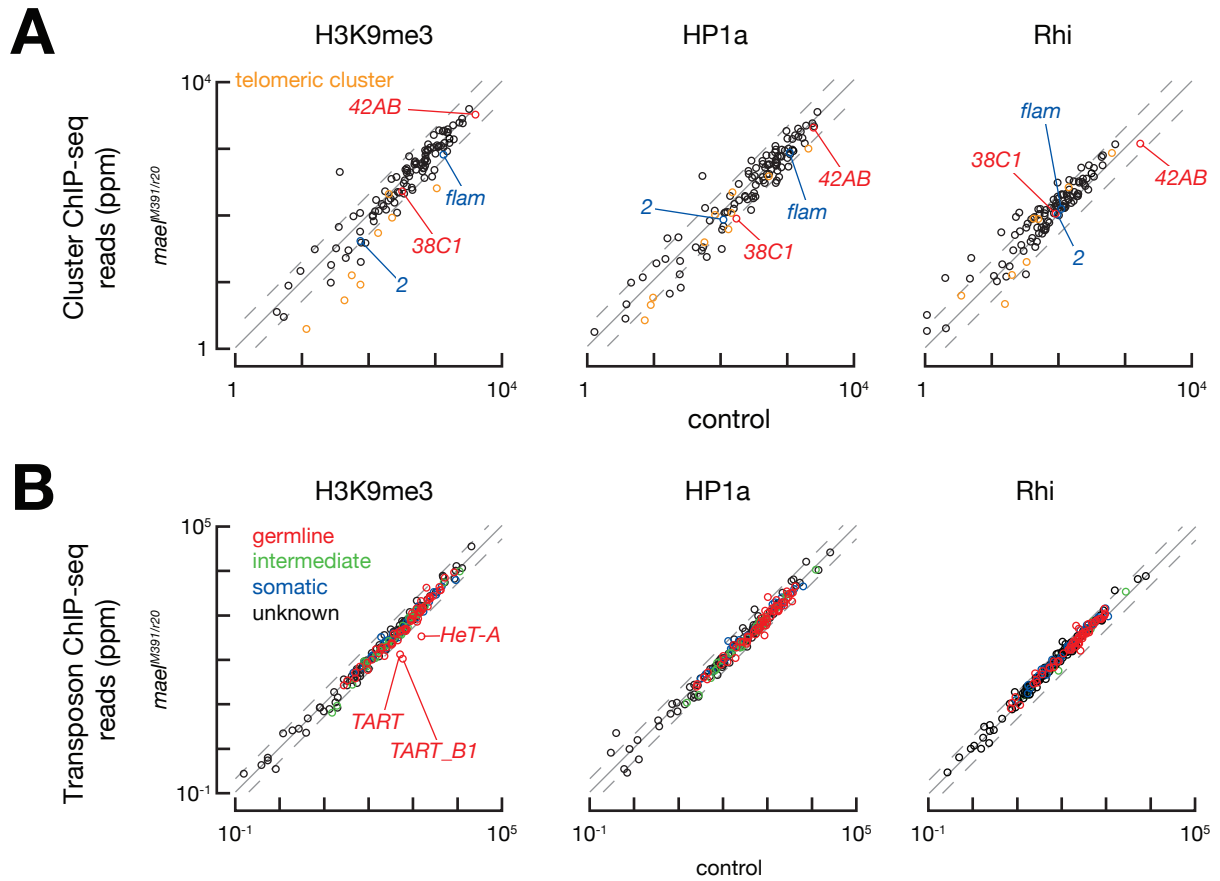 A
H3K9me3
HP1a
Rhi
Cluster ChIP-seq
reads (ppm)
mael^M391/r20
10^4
1
telomeric cluster
42AB
flam
38C1
2
1
10^4
2
42AB
flam
38C1
1
10^4
flam
38C1
42AB
2
1
10^4
control
B
H3K9me3
HP1a
Rhi
Transposon ChIP-seq
reads (ppm)
mael^M391/r20
10^5
10^-1
germline
intermediate
somatic
unknown
HeT-A
TART
TART_B1
10^-1
10^5
10^-1
10^5
10^-1
10^5
control